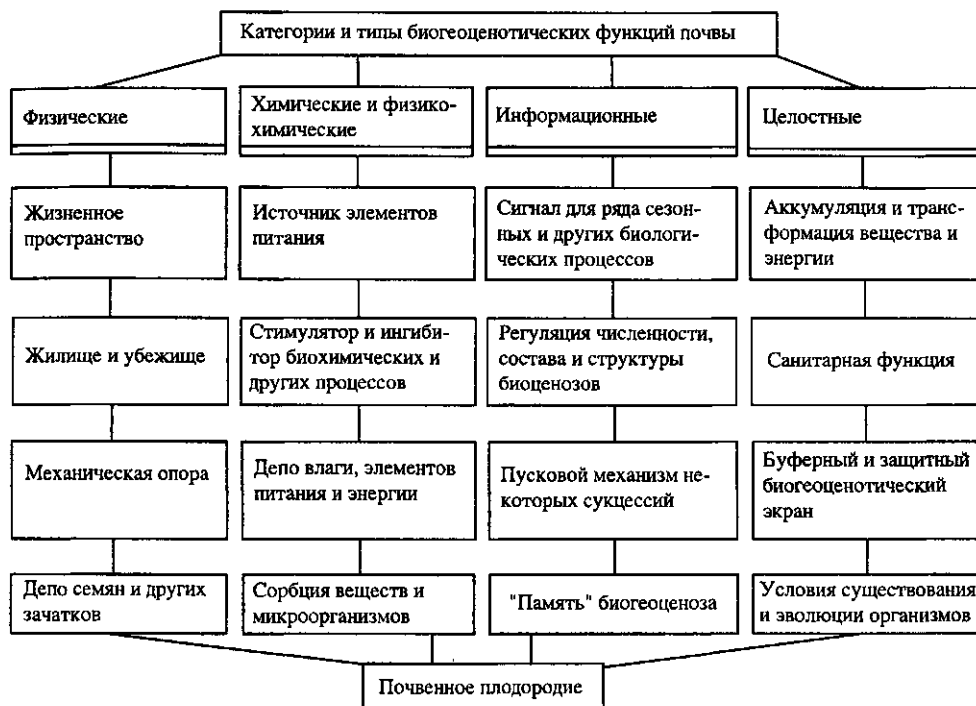 Категории и типы биогеоценотических функций почвы
Физические
Химические и физико-
химические
Информационные
Целостные
Жизненное
пространство
Источник элементов
питания
Сигнал для ряда сезон-
ных и других биологи-
ческих процессов
Аккумуляция и транс-
формация вещества и
энергии
Жилище и убежище
Стимулятор и ингиби-
тор биохимических и
других процессов
Регуляция численности,
состава и структуры
биоценозов
Санитарная функция
Механическая опора
Депо влаги, элементов
питания и энергии
Пусковой механизм не-
которых сукцессий
Буферный и защитный
биогеоценотический
экран
Депо семян и других
зачатков
Сорбция веществ и
микроорганизмов
"Память" биогеоценоза
Условия существования
и эволюции организмов
Почвенное плодородие